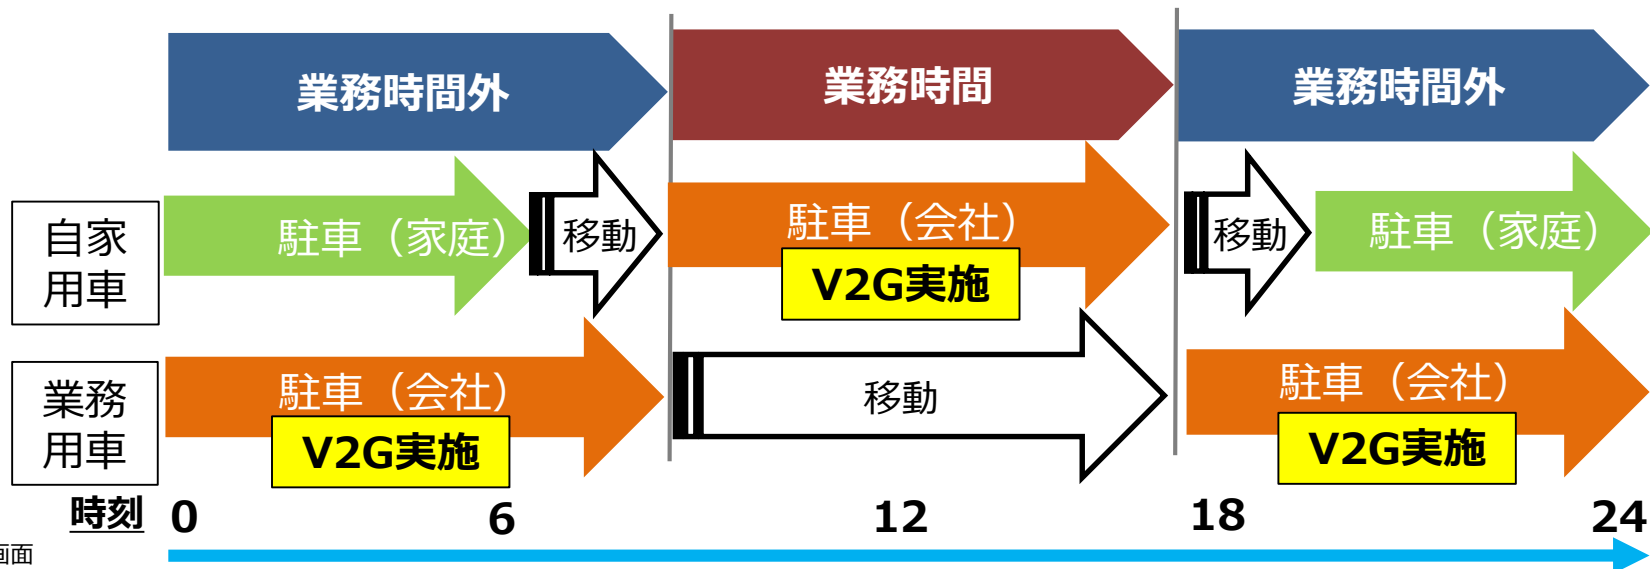 業務時間外
業務時間
業務時間外
自家
用車
駐車（家庭）
移動
駐車（会社）
V2G実施
移動
駐車（家庭）
業務
用車
駐車（会社）
V2G実施
移動
駐車（会社）
V2G実施
時刻 0 6 12 18 24
画面